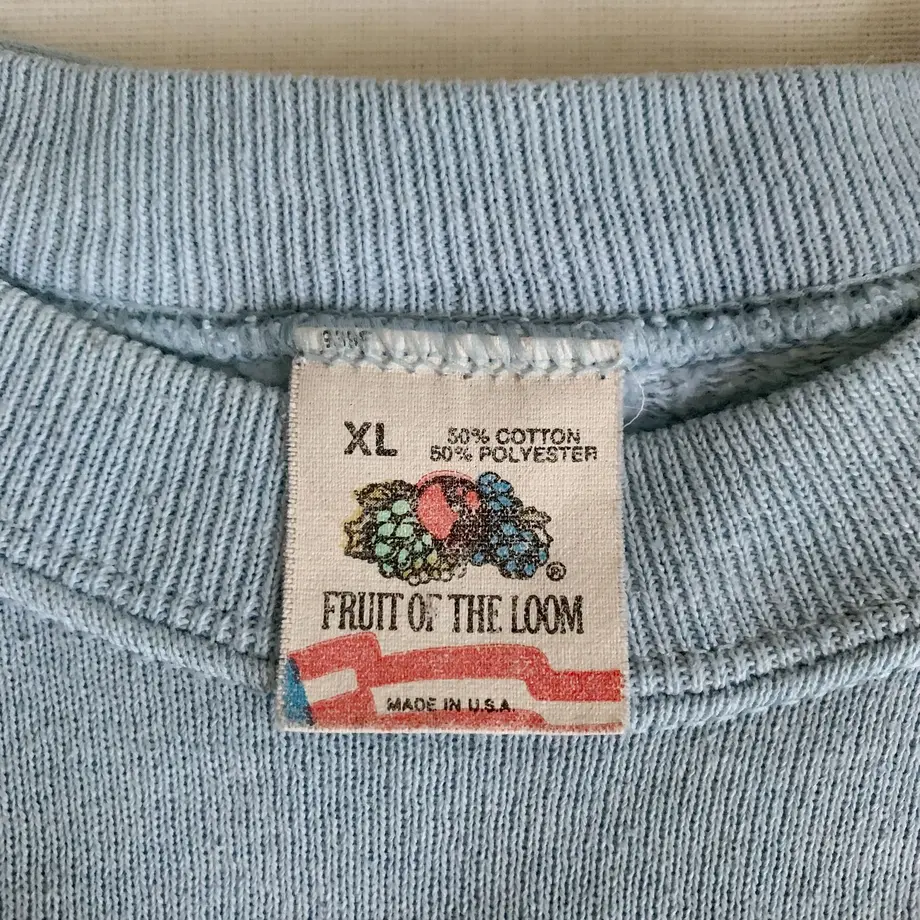 XL
50% COTTON
50% POLYESTER
®
FRUIT OF THE LOOM
MADE IN U.S.A.